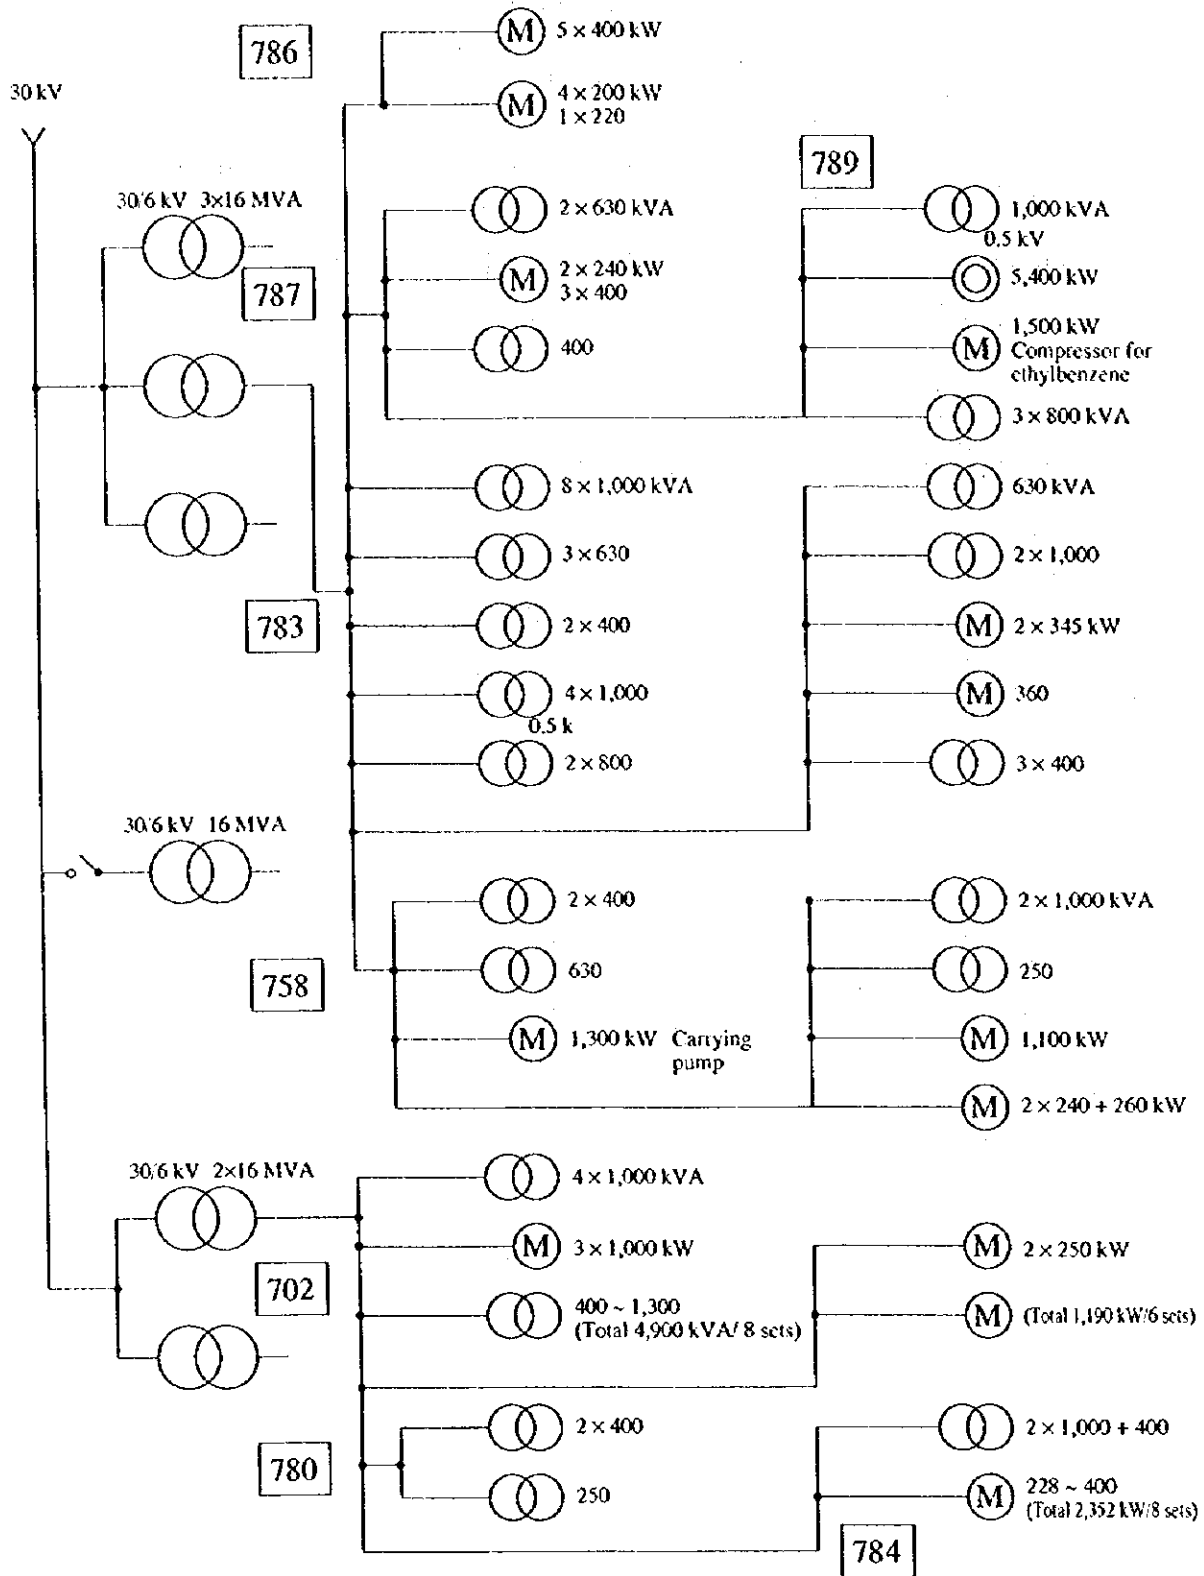 786
M 5 × 400 kW
30 kV
M 4 × 200 kW
1 × 220
789
30/6 kV 3×16 MVA
2 × 630 kVA
1,000 kVA
0.5 kV
787
M 2 × 240 kW
3 × 400
5,400 kW
400
M 1,500 kW
Compressor for
ethylbenzene
3 × 800 kVA
8 × 1,000 kVA
630 kVA
3 × 630
2 × 1,000
783
2 × 400
M 2 × 345 kW
4 × 1,000
0.5 k
M 360
2 × 800
3 × 400
30/6 kV 16 MVA
2 × 400
2 × 1,000 kVA
758
630
250
M 1,300 kW Carrying
pump
M 1,100 kW
M 2 × 240 + 260 kW
30/6 kV 2×16 MVA
4 × 1,000 kVA
M 3 × 1,000 kW
M 2 × 250 kW
702
400 ~ 1,300
(Total 4,900 kVA/ 8 sets)
M (Total 1,190 kW/6 sets)
2 × 400
2 × 1,000 + 400
780
250
M 228 ~ 400
(Total 2,352 kW/8 sets)
784